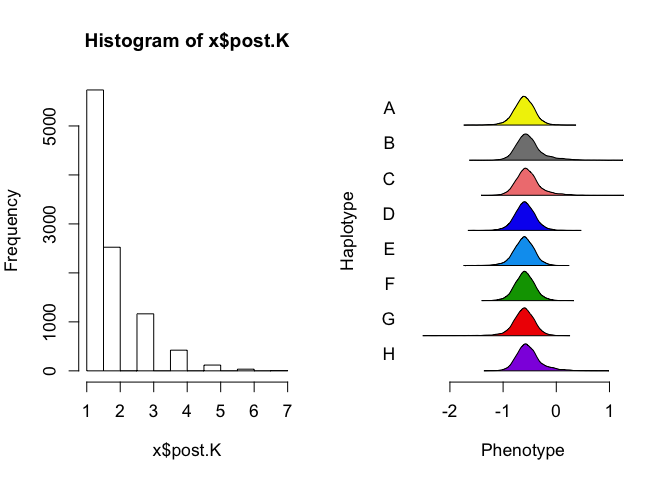 Histogram of x$post.K
Frequency
0
1000
3000
5000
1 2 3 4 5 6 7
x$post.K
Haplotype
A
B
C
D
E
F
G
H
-2 -1 0 1
Phenotype